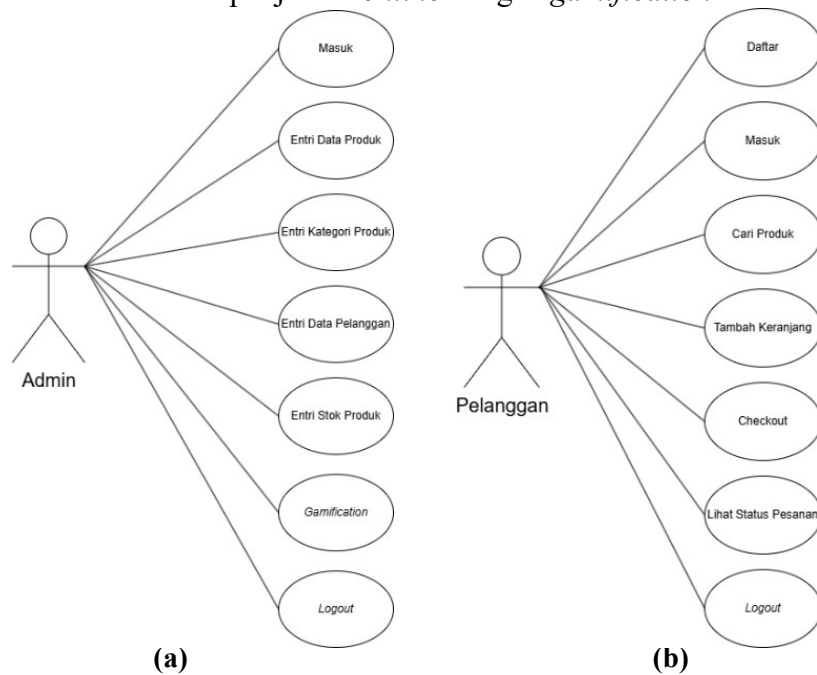 Masuk
Entri Data Produk
Entri Kategori Produk
Entri Data Pelanggan
Entri Stok Produk
Gamification
Logout
Admin
(a)
Daftar
Masuk
Cari Produk
Tambah Keranjang
Checkout
Lihat Status Pesanan
Logout
Pelanggan
(b)